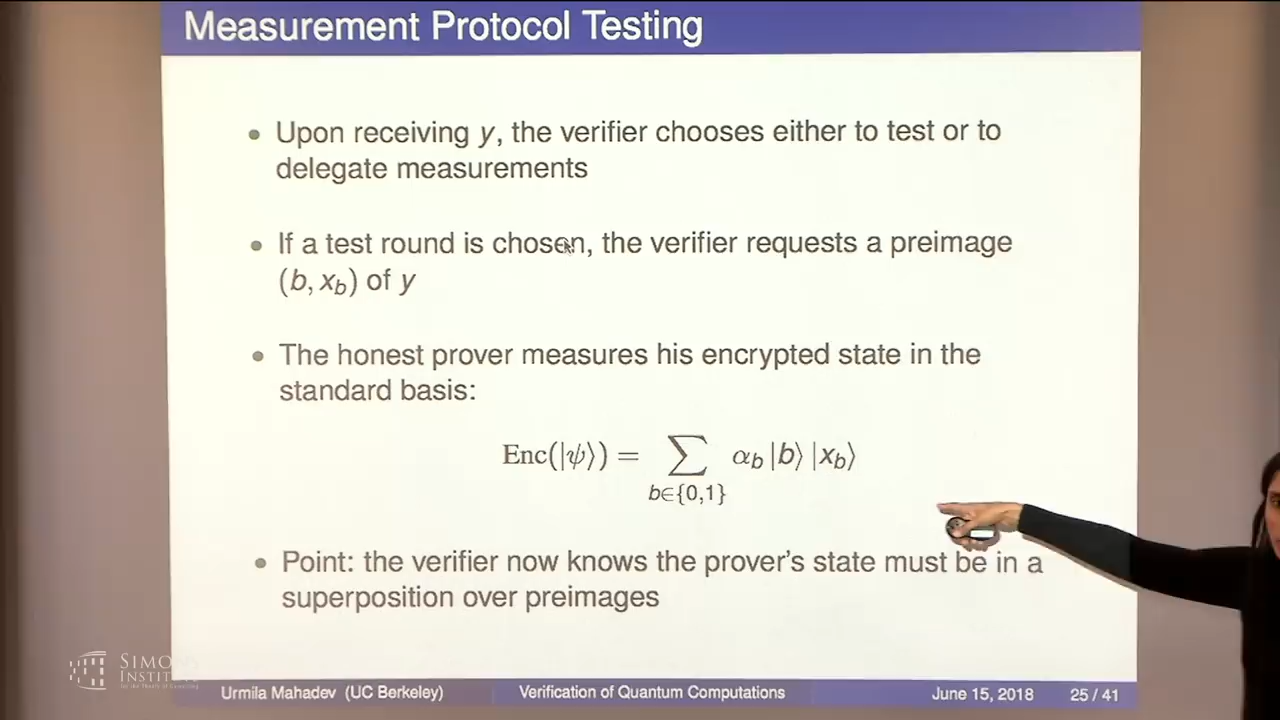 Measurement Protocol Testing
• Upon receiving y, the verifier chooses either to test or to
delegate measurements
• If a test round is chosen, the verifier requests a preimage
(b, x_b) of y
• The honest prover measures his encrypted state in the
standard basis:
Enc(|ψ⟩) = ∑_{b∈{0,1}} α_b |b⟩ |x_b⟩
• Point: the verifier now knows the prover's state must be in a
superposition over preimages
SIMONS
INSTITUTE
Urmila Mahadev (UC Berkeley) Verification of Quantum Computations June 15, 2018 25 / 41